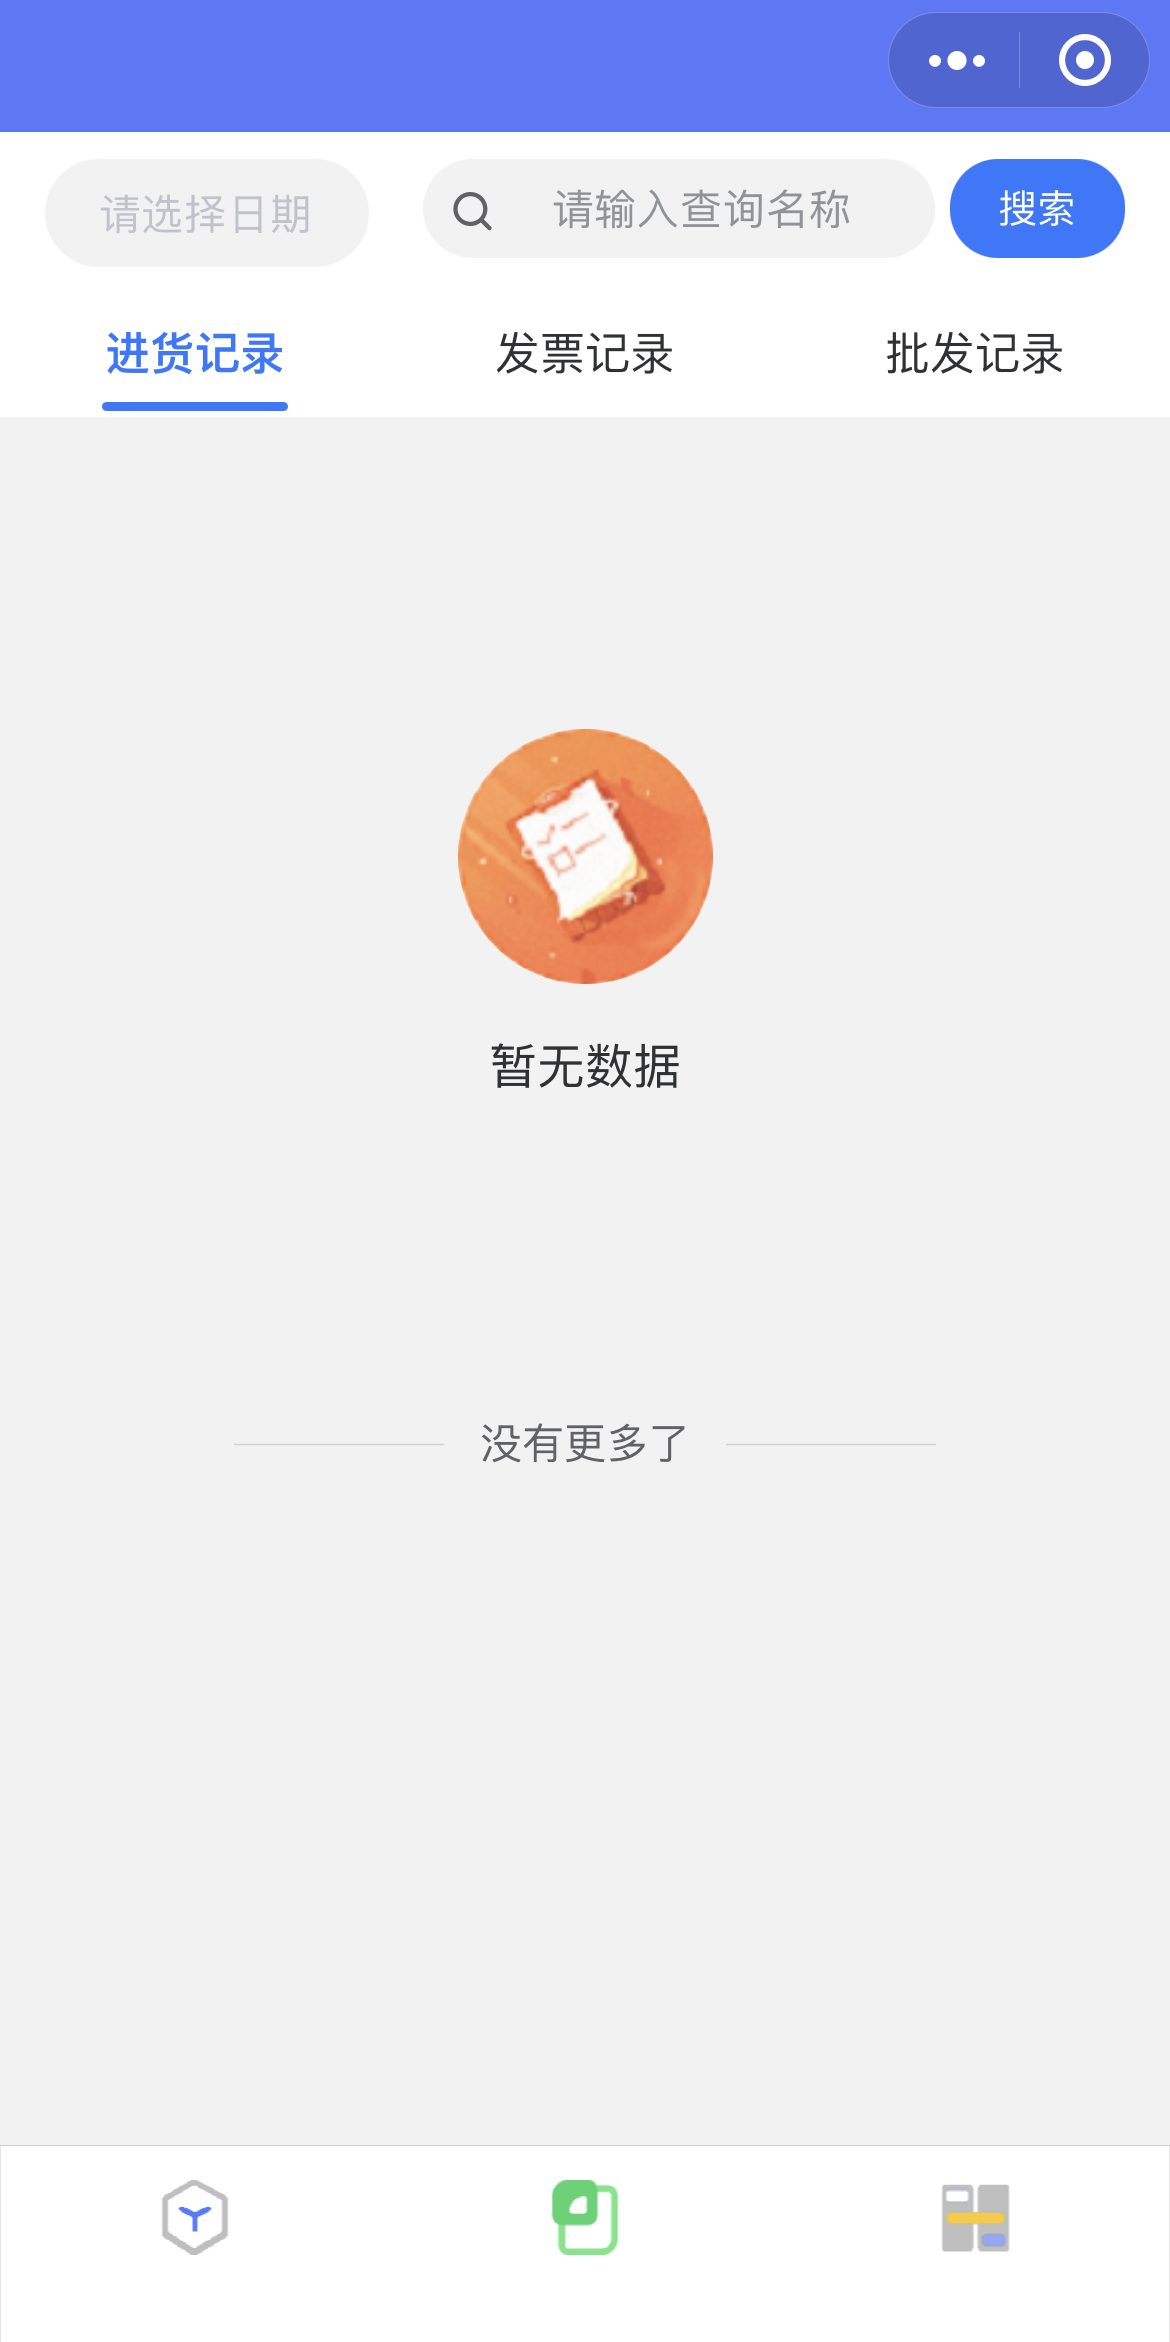 请选择日期
请输入查询名称
搜索
进货记录
发票记录
批发记录
暂无数据
没有更多了